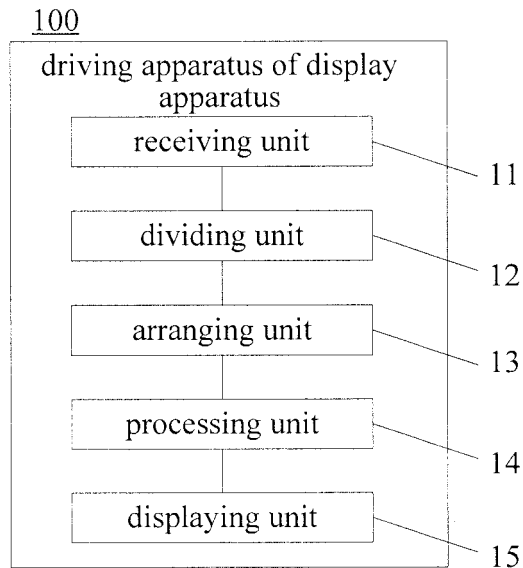 100
driving apparatus of display
apparatus
receiving unit
11
dividing unit
12
arranging unit
13
processing unit
14
displaying unit
15